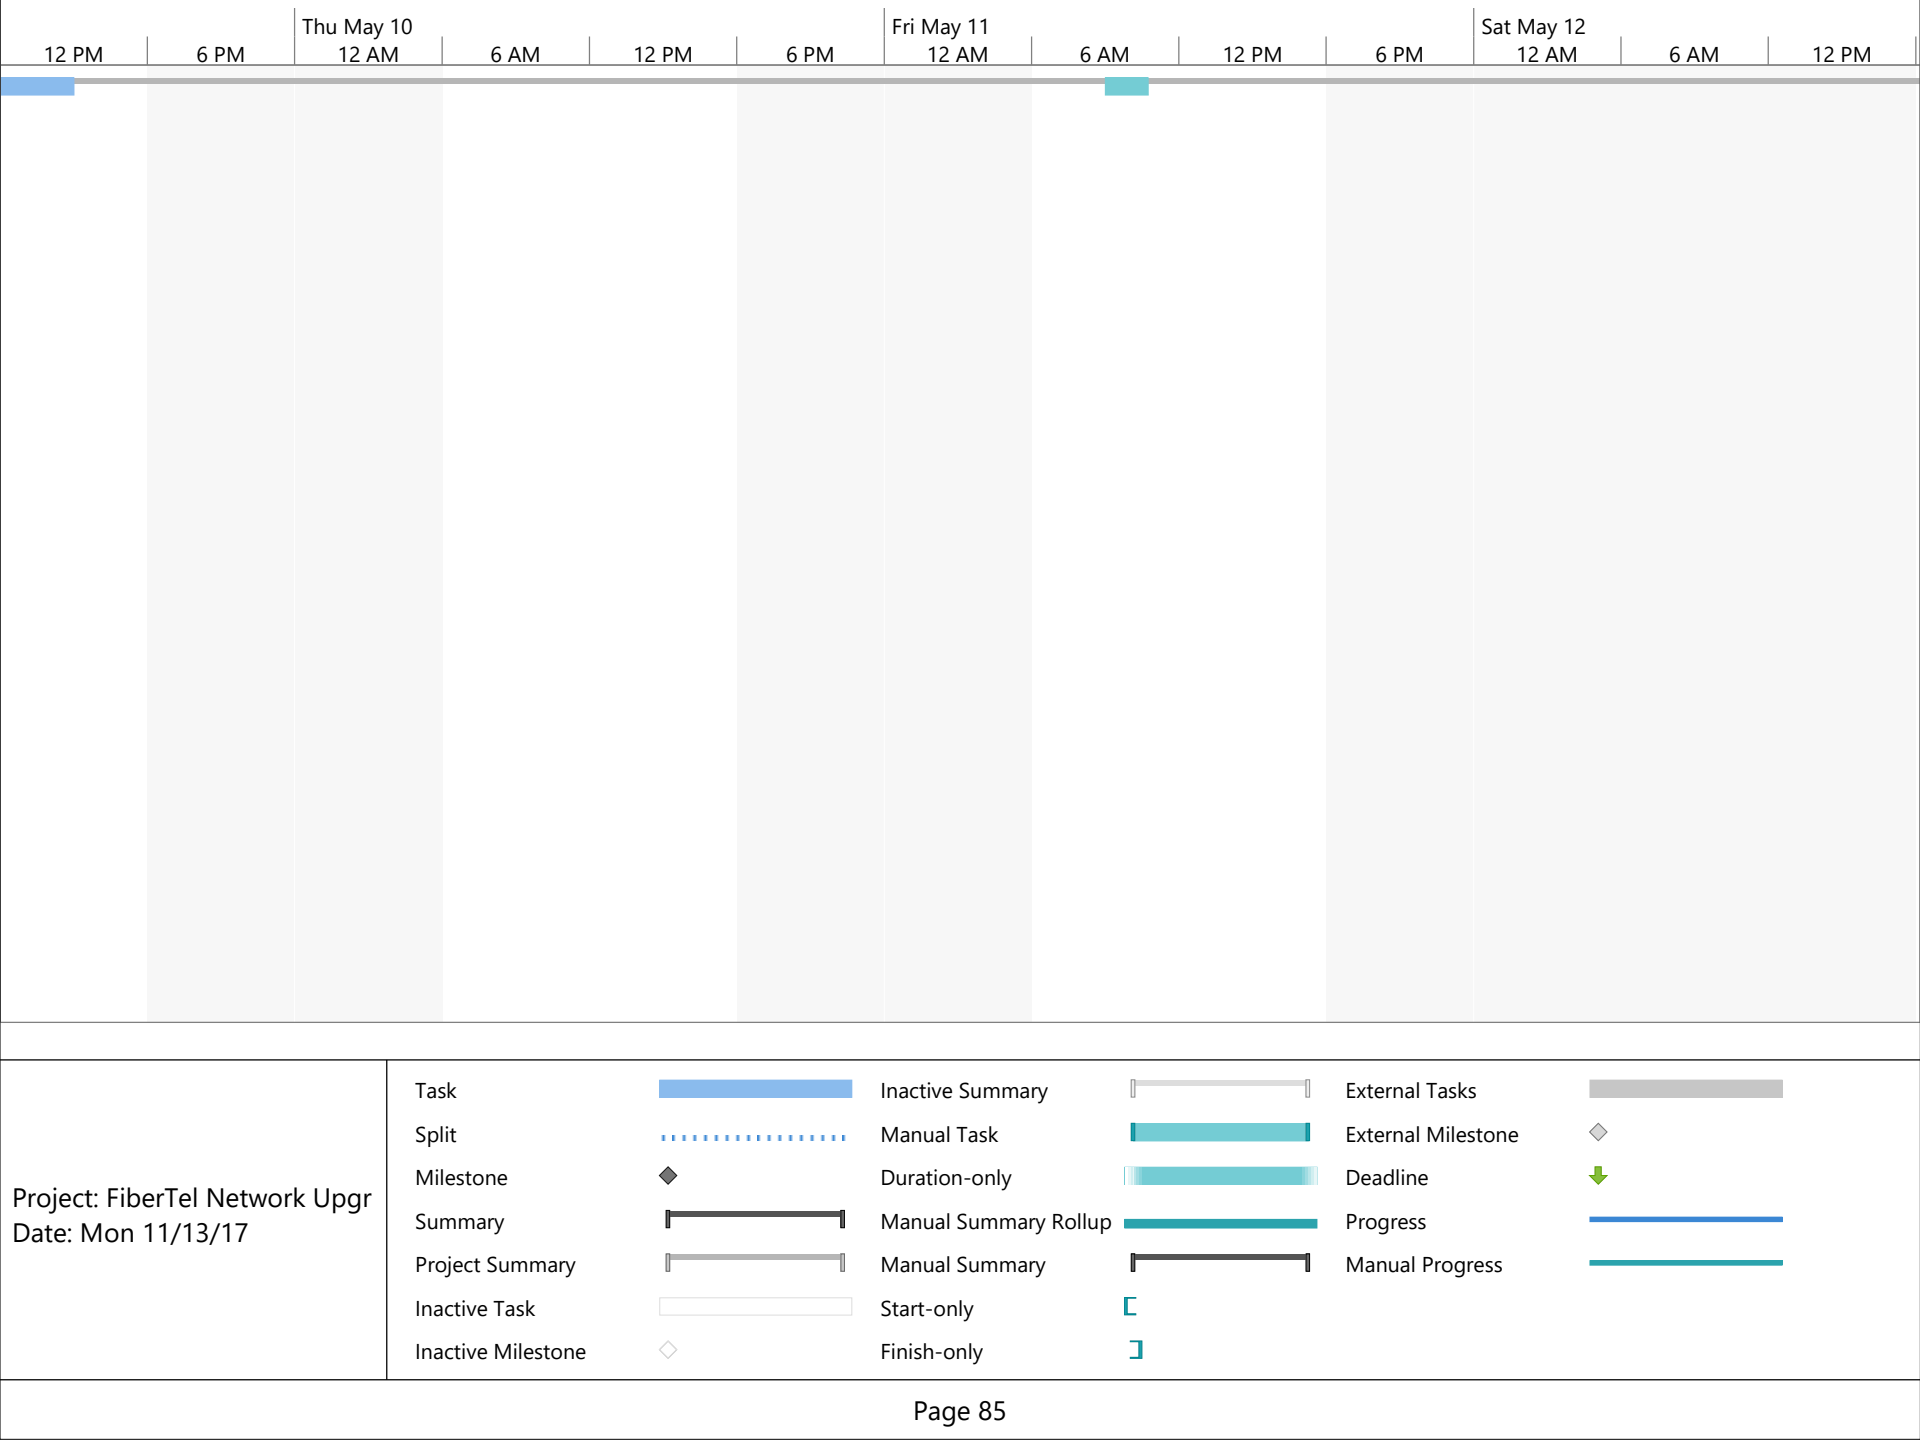 Thu May 10 Fri May 11 Sat May 12
12 PM 6 PM 12 AM 6 AM 12 PM 6 PM 12 AM 6 AM 12 PM 6 PM 12 AM 6 AM 12 PM
Project: FiberTel Network Upgr
Date: Mon 11/13/17
Task
Split
Milestone
Summary
Project Summary
Inactive Task
Inactive Milestone
Inactive Summary
Manual Task
Duration-only
Manual Summary Rollup
Manual Summary
Start-only
Finish-only
External Tasks
External Milestone
Deadline
Progress
Manual Progress
Page 85